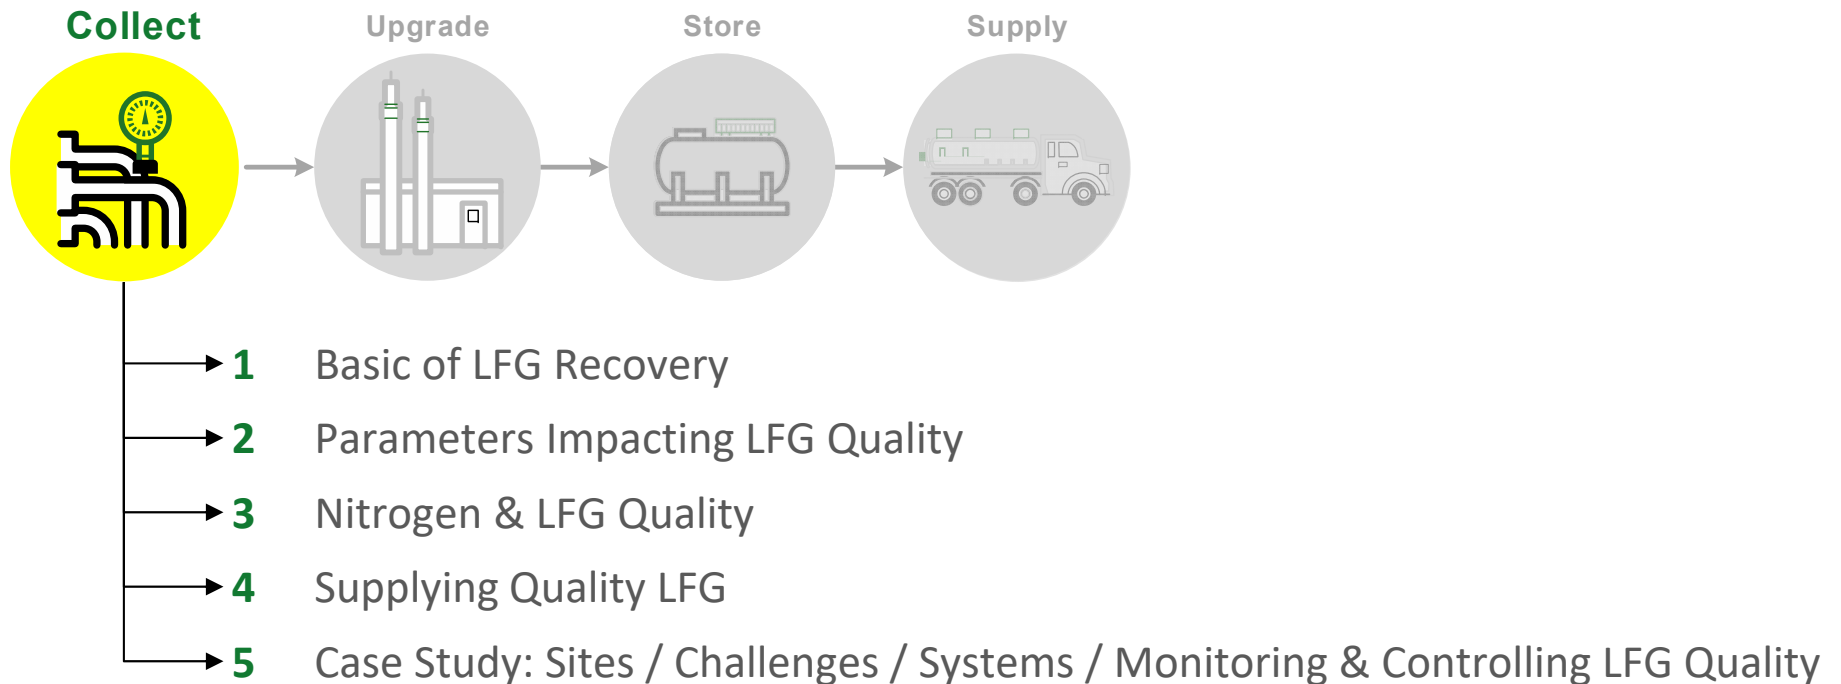 Collect
Upgrade
Store
Supply
1 Basic of LFG Recovery
2 Parameters Impacting LFG Quality
3 Nitrogen & LFG Quality
4 Supplying Quality LFG
5 Case Study: Sites / Challenges / Systems / Monitoring & Controlling LFG Quality